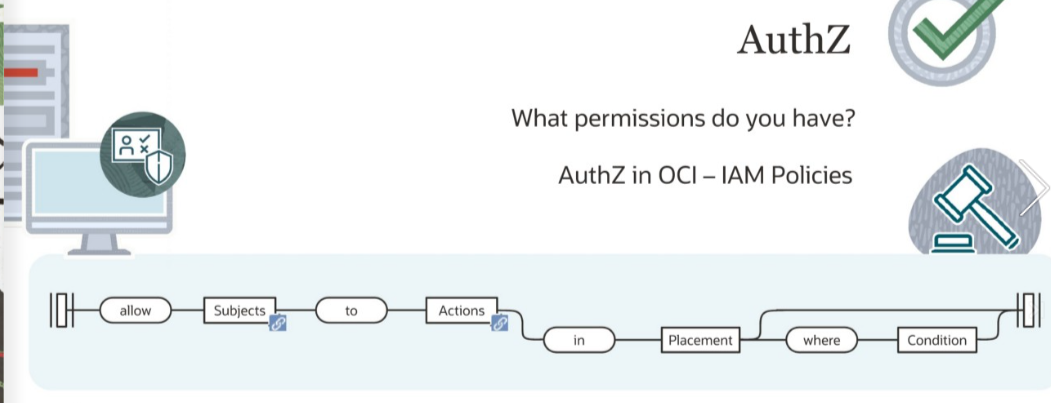 AuthZ
What permissions do you have?
AuthZ in OCI – IAM Policies
allow Subjects to Actions
in Placement where Condition